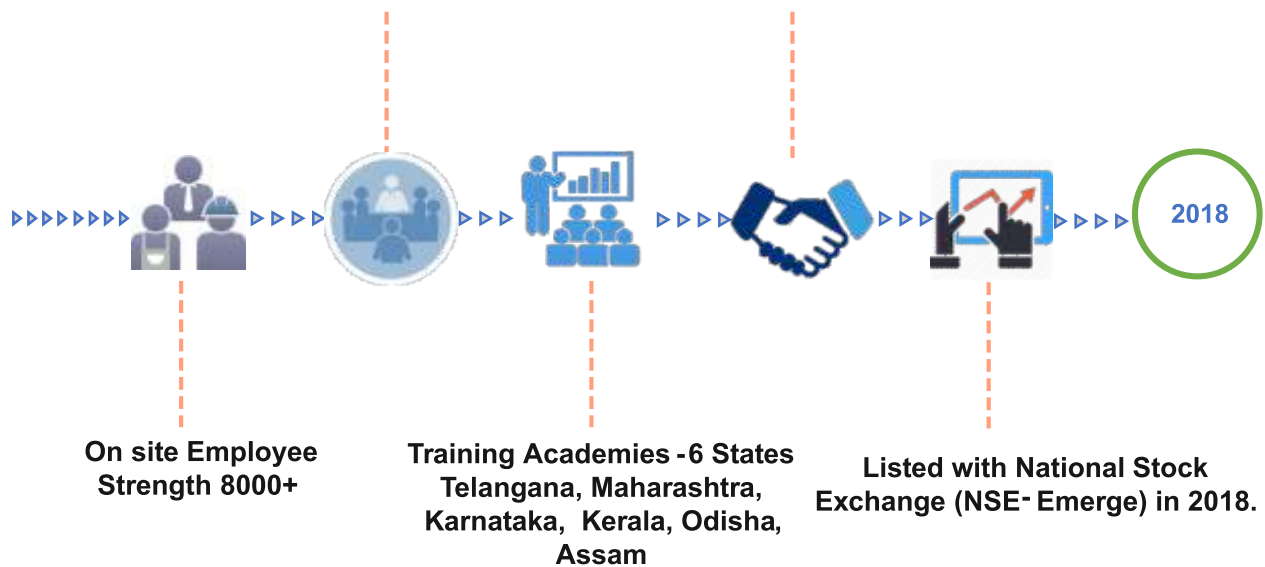 2018
On site Employee
Strength 8000+
Training Academies - 6 States
Telangana, Maharashtra,
Karnataka, Kerala, Odisha,
Assam
Listed with National Stock
Exchange (NSE- Emerge) in 2018.